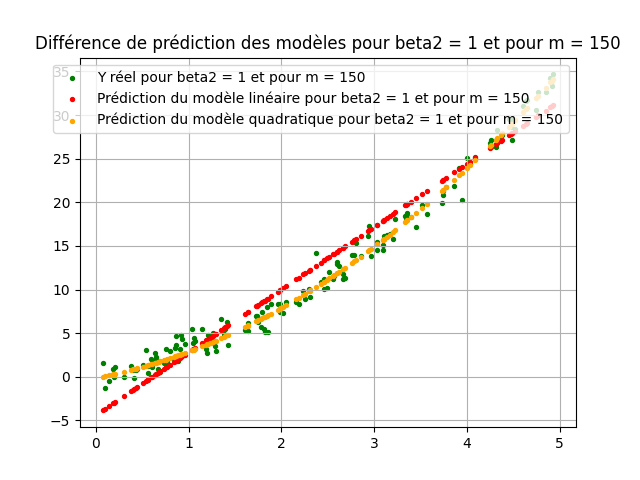 Différence de prédiction des modèles pour beta2 = 1 et pour m = 150
Y réel pour beta2 = 1 et pour m = 150
Prédiction du modèle linéaire pour beta2 = 1 et pour m = 150
Prédiction du modèle quadratique pour beta2 = 1 et pour m = 150
35
30
25
20
15
10
5
0
−5
0 1 2 3 4 5